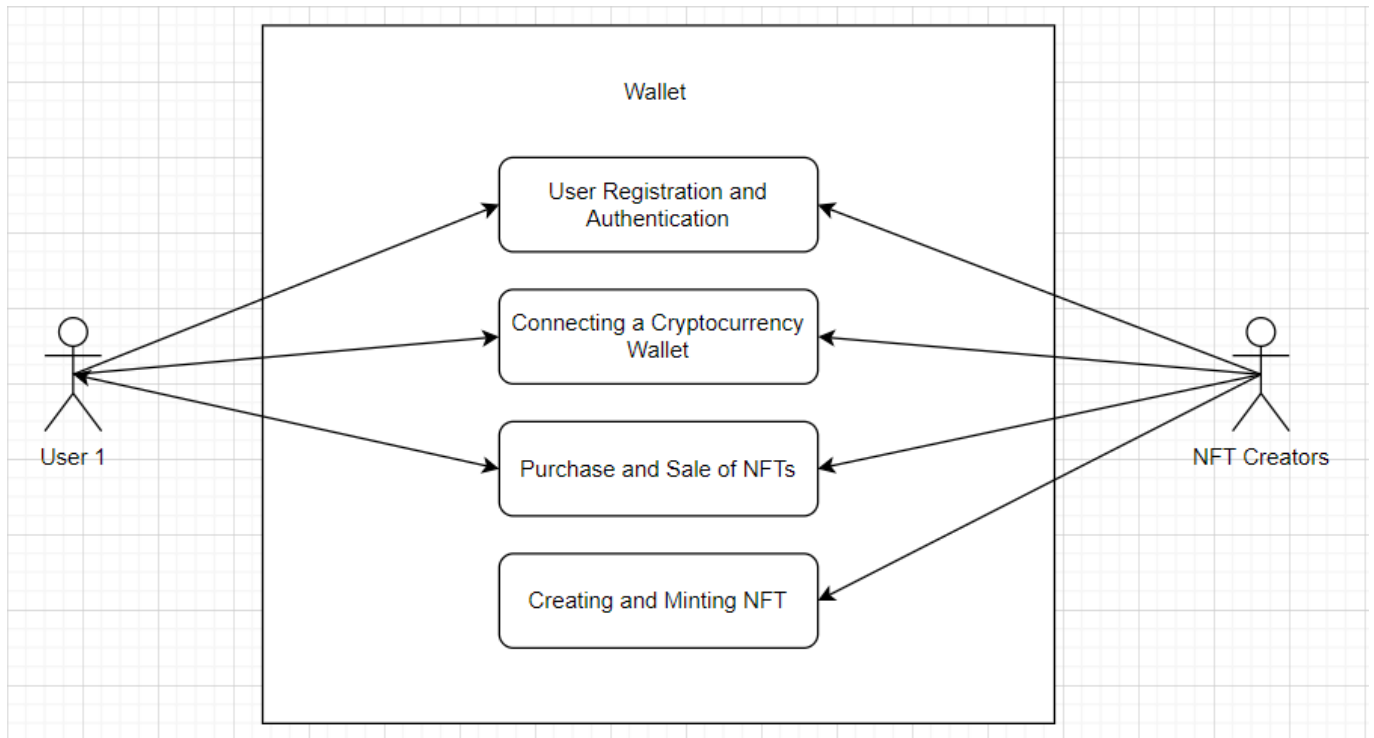 Wallet
User Registration and
Authentication
Connecting a Cryptocurrency
Wallet
Purchase and Sale of NFTs
Creating and Minting NFT
User 1
NFT Creators